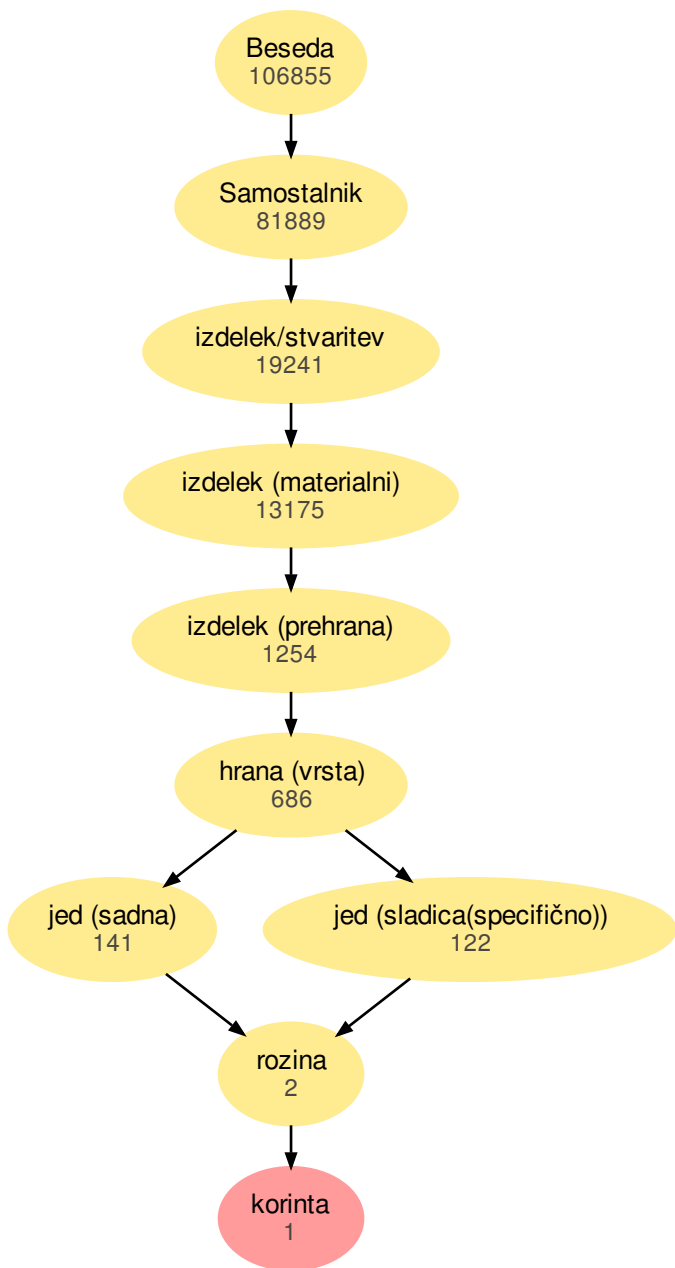 Beseda
106855
Samostalnik
81889
izdelek/stvaritev
19241
izdelek (materialni)
13175
izdelek (prehrana)
1254
hrana (vrsta)
686
jed (sadna)
141
jed (sladica(specifično))
122
rozina
2
korinta
1